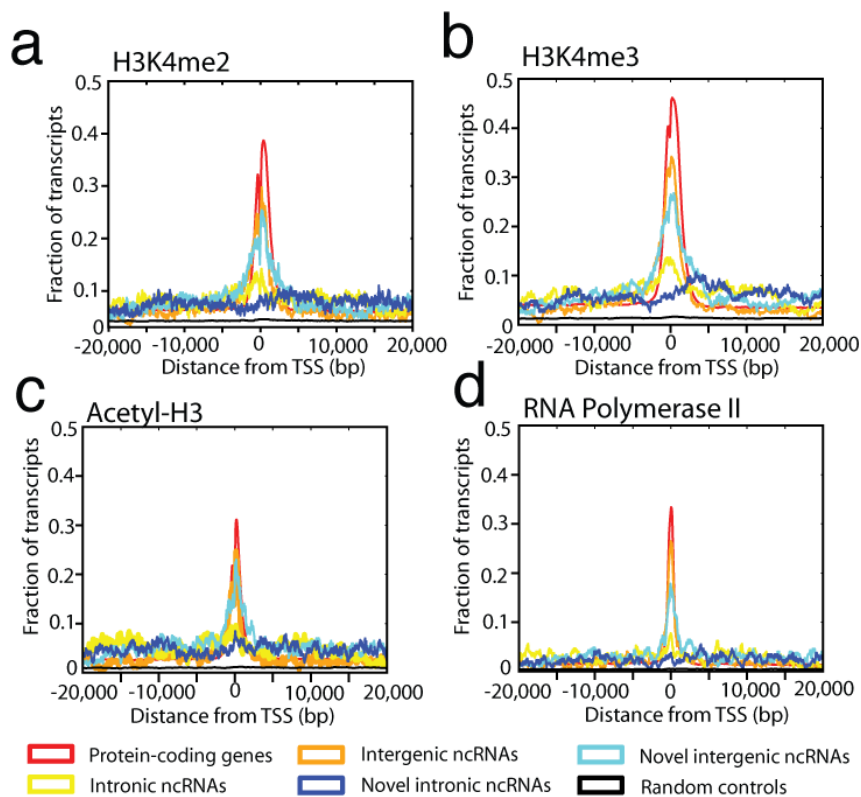 a
H3K4me2
Fraction of transcripts
0.5
0.4
0.3
0.2
0.1
0
-20,000 -10,000 0 10,000 20,000
Distance from TSS (bp)
b
H3K4me3
Fraction of transcripts
0.5
0.4
0.3
0.2
0.1
0
-20,000 -10,000 0 10,000 20,000
Distance from TSS (bp)
c
Acetyl-H3
Fraction of transcripts
0.5
0.4
0.3
0.2
0.1
0
-20,000 -10,000 0 10,000 20,000
Distance from TSS (bp)
d
RNA Polymerase II
Fraction of transcripts
0.5
0.4
0.3
0.2
0.1
0
-20,000 -10,000 0 10,000 20,000
Distance from TSS (bp)
Protein-coding genes Intergenic ncRNAs Novel intergenic ncRNAs
Intronic ncRNAs Novel intronic ncRNAs Random controls